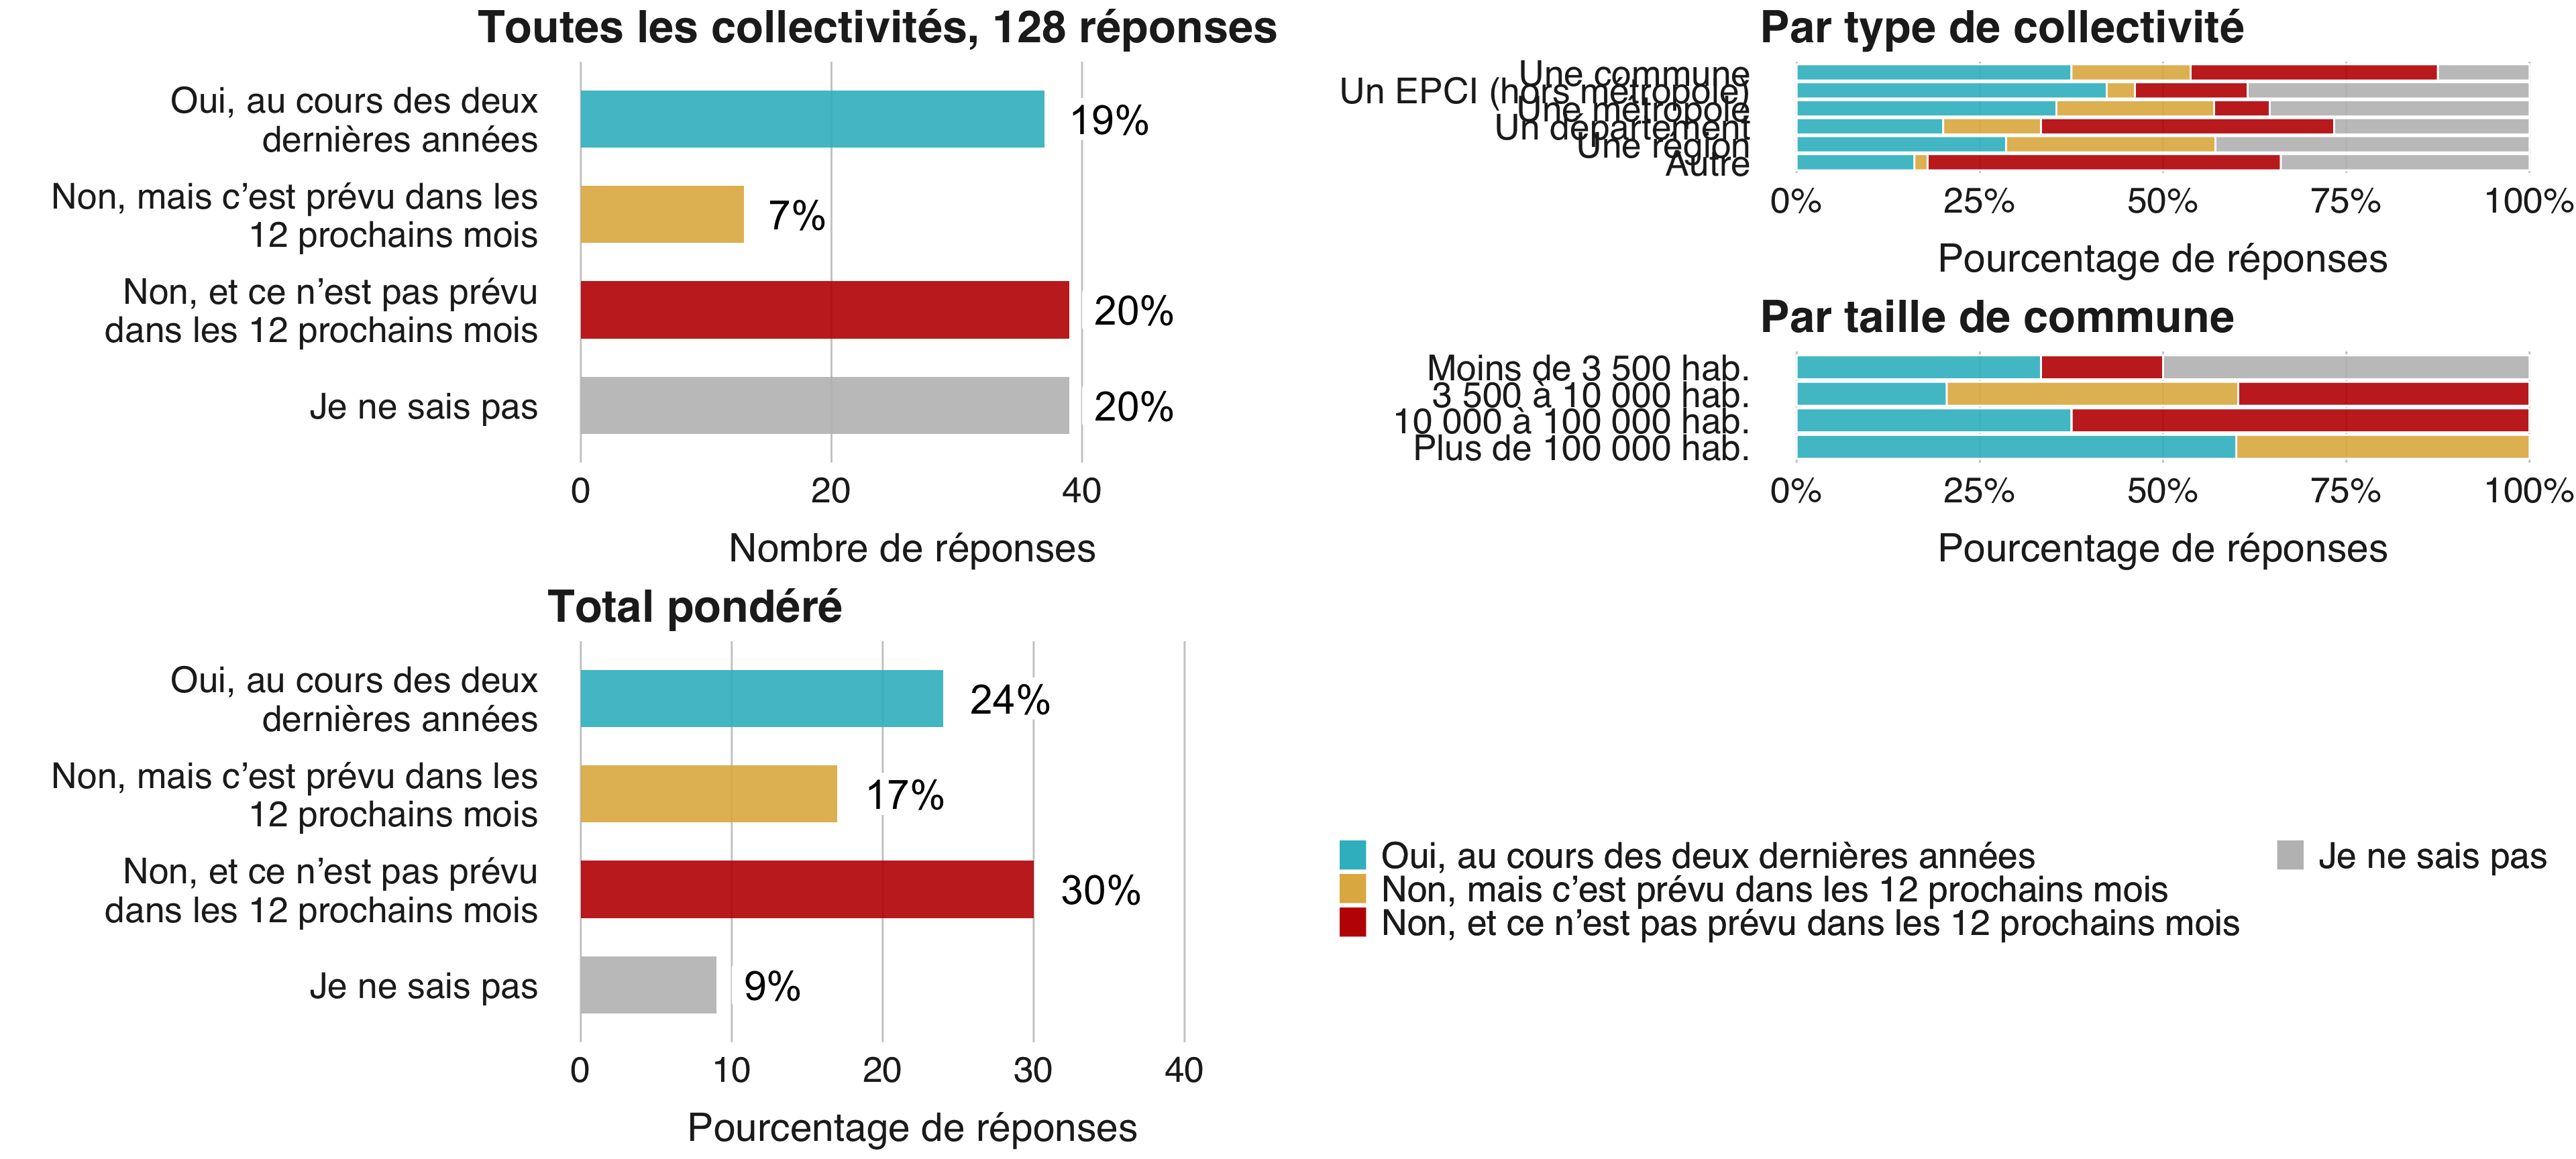 Toutes les collectivités, 128 réponses
Oui, au cours des deux
dernières années
19%
Non, mais c’est prévu dans les
12 prochains mois
7%
Non, et ce n’est pas prévu
dans les 12 prochains mois
20%
Je ne sais pas
20%
0 20 40
Nombre de réponses
Total pondéré
Oui, au cours des deux
dernières années
24%
Non, mais c’est prévu dans les
12 prochains mois
17%
Non, et ce n’est pas prévu
dans les 12 prochains mois
30%
Je ne sais pas
9%
0 10 20 30 40
Pourcentage de réponses
Par type de collectivité
Une commune
Un EPCI (hors métropole)
Une métropole
Un département
Une région
Autre
0% 25% 50% 75% 100%
Pourcentage de réponses
Par taille de commune
Moins de 3 500 hab.
3 500 à 10 000 hab.
10 000 à 100 000 hab.
Plus de 100 000 hab.
0% 25% 50% 75% 100%
Pourcentage de réponses
Oui, au cours des deux dernières années
Non, mais c’est prévu dans les 12 prochains mois
Non, et ce n’est pas prévu dans les 12 prochains mois
Je ne sais pas